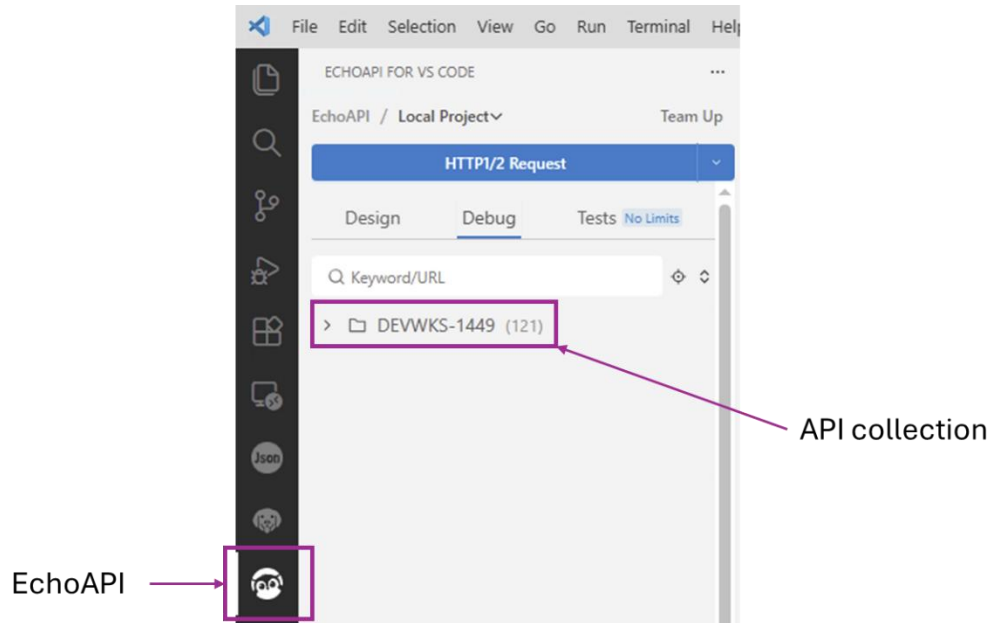 File Edit Selection View Go Run Terminal Help
ECHOAPI FOR VS CODE
EchoAPI / Local Project Team Up
HTTP1/2 Request
Design Debug Tests No Limits
Keyword/URL
DEVWKS-1449 (121)
API collection
Json
EchoAPI